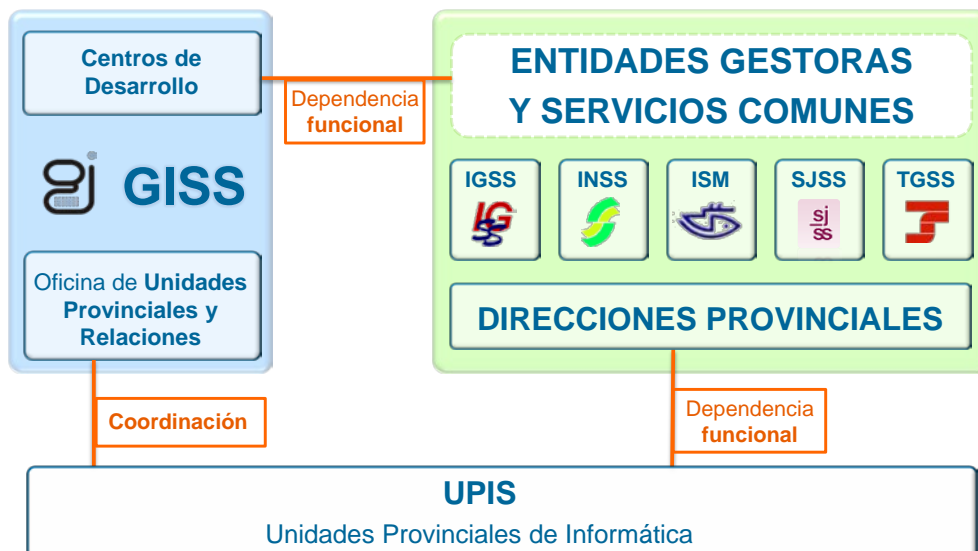 Centros de
Desarrollo
Dependencia
funcional
ENTIDADES GESTORAS
Y SERVICIOS COMUNES
GISS
IGSS
INSS
ISM
SJSS
TGSS
IG
SS
sj
ss
Oficina de Unidades
Provinciales y
Relaciones
DIRECCIONES PROVINCIALES
Coordinación
Dependencia
funcional
UPIS
Unidades Provinciales de Informática